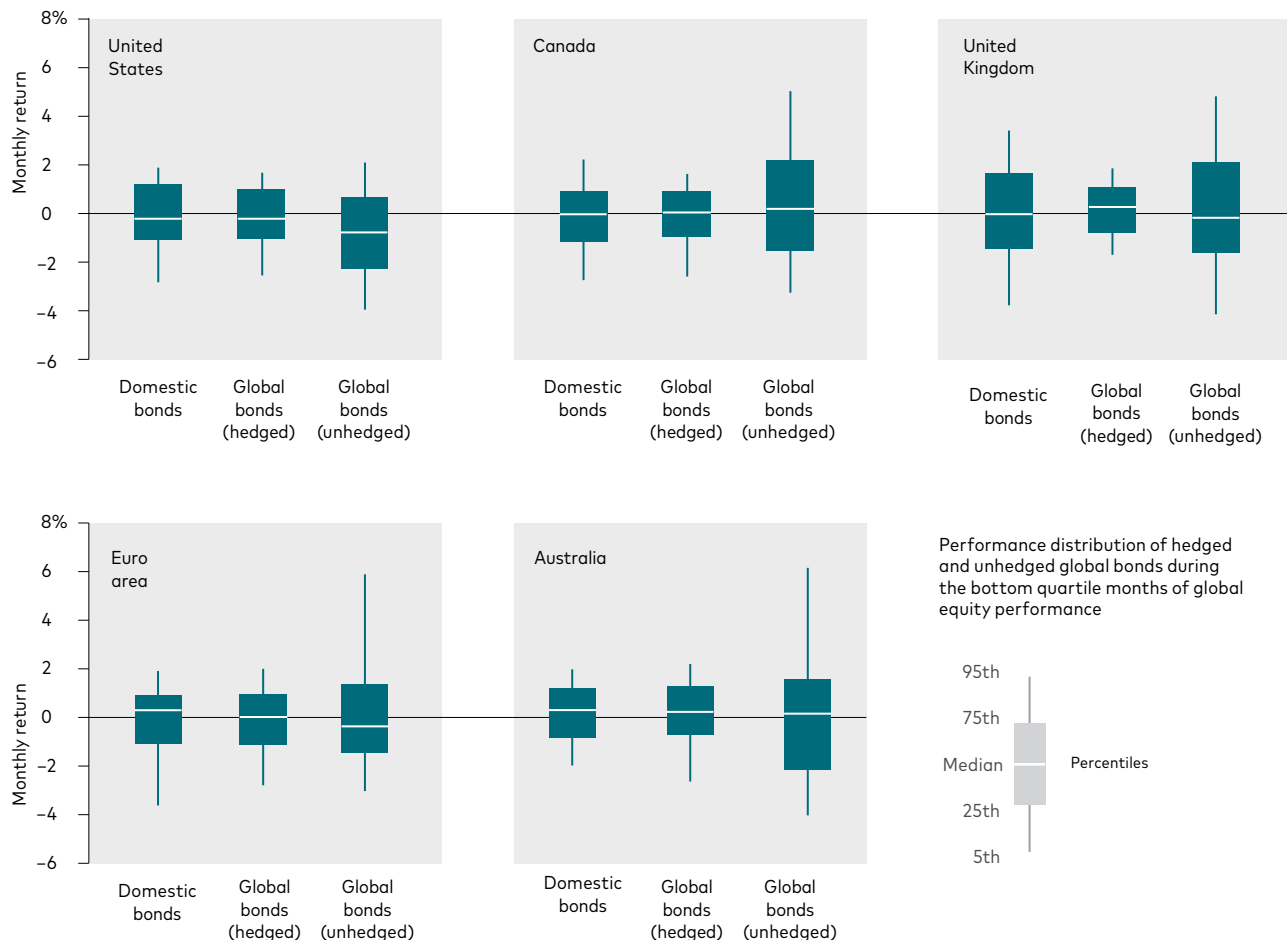 8%
6
4
2
0
−2
−4
−6
Monthly return
United
States
Domestic
bonds
Global
bonds
(hedged)
Global
bonds
(unhedged)
Canada
Domestic
bonds
Global
bonds
(hedged)
Global
bonds
(unhedged)
United
Kingdom
Domestic
bonds
Global
bonds
(hedged)
Global
bonds
(unhedged)
8%
6
4
2
0
−2
−4
−6
Monthly return
Euro
area
Domestic
bonds
Global
bonds
(hedged)
Global
bonds
(unhedged)
Australia
Domestic
bonds
Global
bonds
(hedged)
Global
bonds
(unhedged)
Performance distribution of hedged
and unhedged global bonds during
the bottom quartile months of global
equity performance
95th
75th
Median
25th
5th
Percentiles